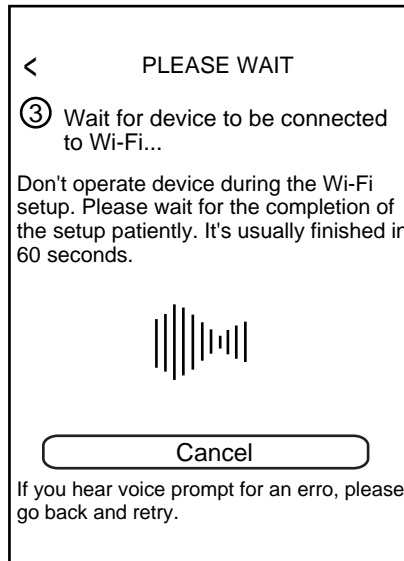 < PLEASE WAIT
③ Wait for device to be connected
to Wi-Fi...
Don't operate device during the Wi-Fi
setup. Please wait for the completion of
the setup patiently. It's usually finished in
60 seconds.
Cancel
If you hear voice prompt for an erro, please
go back and retry.